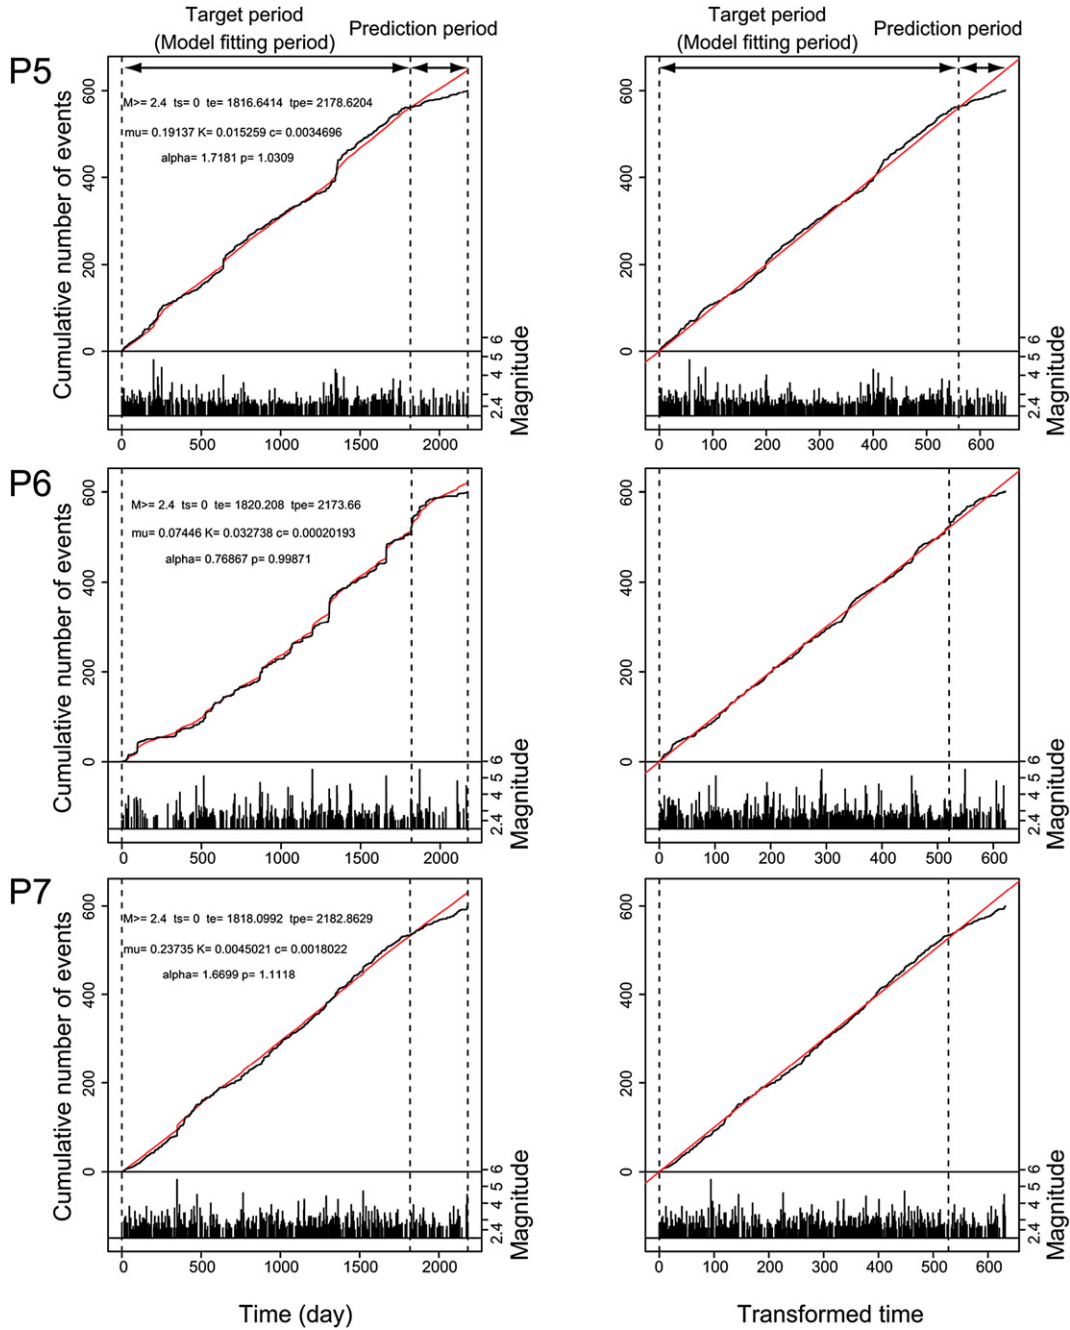 Target period
(Model fitting period)
Prediction period
Target period
(Model fitting period)
Prediction period
P5
M>= 2.4 ts= 0 te= 1816.6414 tpe= 2178.6204
mu= 0.19137 K= 0.015259 c= 0.0034696
alpha= 1.7181 p= 1.0309
Cumulative number of events
0 200 400 600
Magnitude
2.4 4 5 6
0 500 1000 1500 2000
0 200 400 600
Magnitude
2.4 4 5 6
0 100 200 300 400 500 600
P6
M>= 2.4 ts= 0 te= 1820.208 tpe= 2173.66
mu= 0.07446 K= 0.032738 c= 0.00020193
alpha= 0.76867 p= 0.99871
Cumulative number of events
0 200 400 600
Magnitude
2.4 4 5 6
0 500 1000 1500 2000
0 200 400 600
Magnitude
2.4 4 5 6
0 100 200 300 400 500 600
P7
M>= 2.4 ts= 0 te= 1818.0992 tpe= 2182.8629
mu= 0.23735 K= 0.0045021 c= 0.0018022
alpha= 1.6699 p= 1.1118
Cumulative number of events
0 200 400 600
Magnitude
2.4 4 5 6
0 500 1000 1500 2000
0 200 400 600
Magnitude
2.4 4 5 6
0 100 200 300 400 500 600
Time (day)
Transformed time